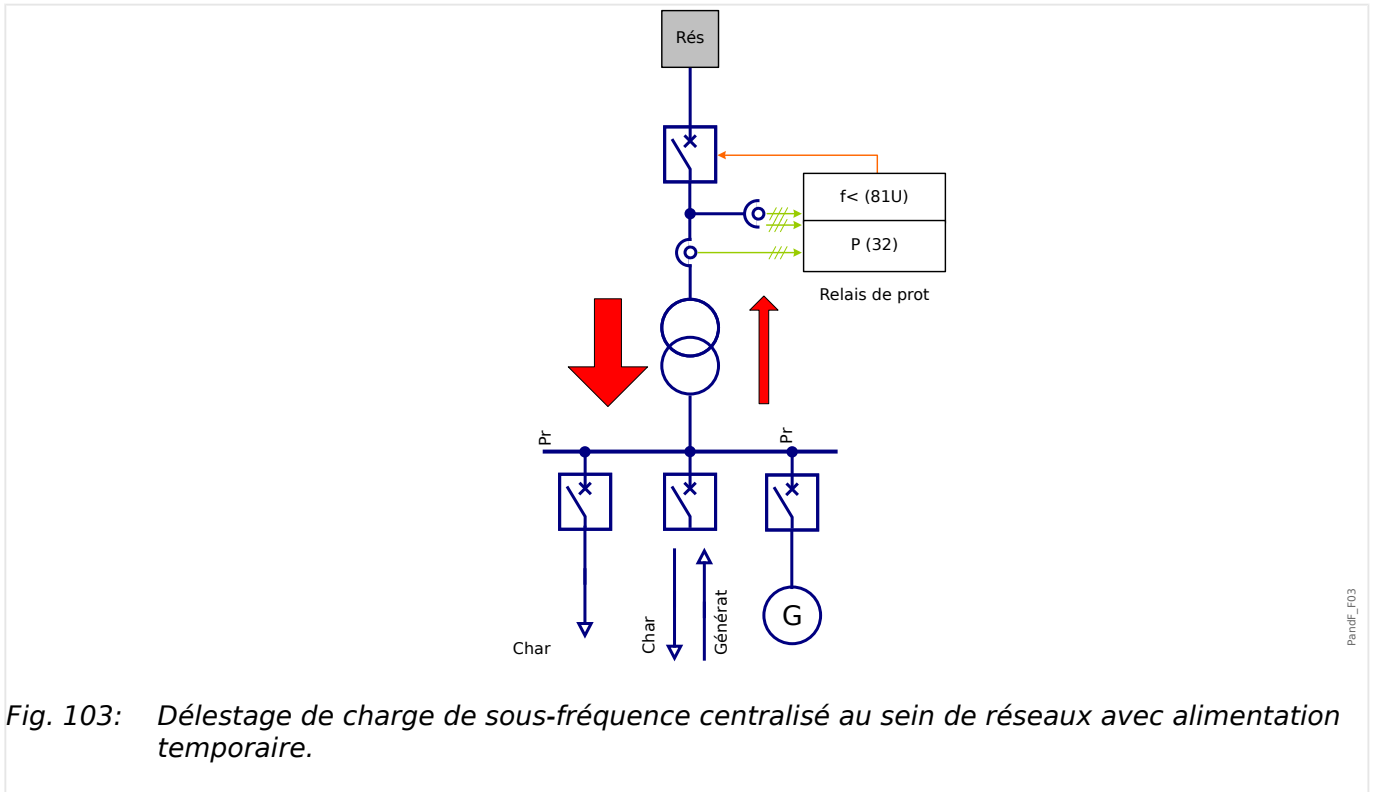 Rés
f< (81U)
P (32)
Relais de prot
Pr
Pr
Char
Char
Générat
G
PandF_F03
Fig. 103: Délestage de charge de sous-fréquence centralisé au sein de réseaux avec alimentation
temporaire.